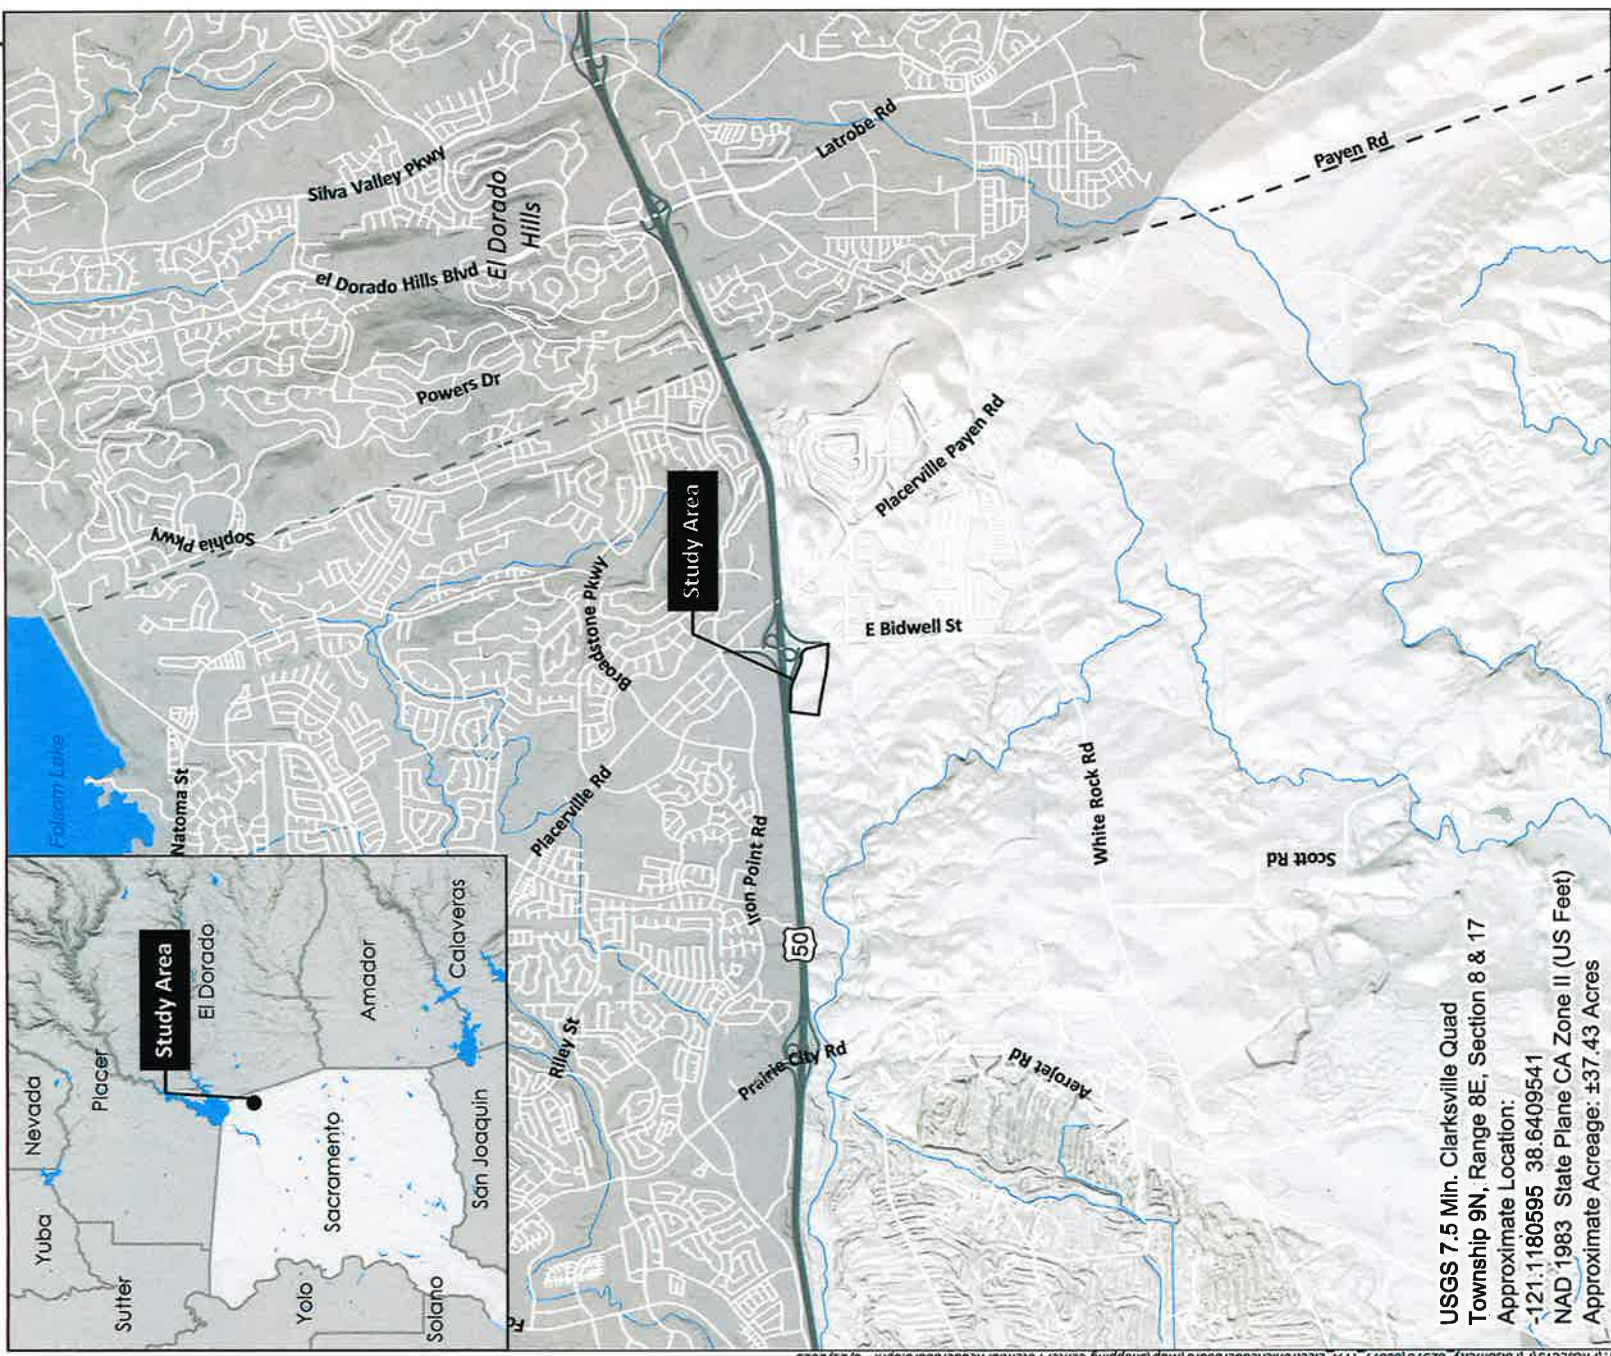 Nevada
Yuba
Placer
Sutter
Study Area
El Dorado
Yolo
Sacramento
Amador
Solano
San Joaquin
Calaveras
Folsom Lake
Natoma St
Sophia Pkwy
Silva Valley Pkwy
el Dorado Hills Blvd
El Dorado
Hills
Powers Dr
Broadstone Pkwy
Placerville Rd
Riley St
Study Area
Iron Point Rd
50
Prairie City Rd
Latrobe Rd
E Bidwell St
Placerville Payen Rd
Payen Rd
White Rock Rd
Scott Rd
Aerojet Rd
USGS 7.5 Min. Clarksville Quad
Township 9N, Range 8E, Section 8 & 17
Approximate Location:
-121.1180595 38.6409541
NAD 1983 State Plane CA Zone II (US Feet)
Approximate Acreage: ±37.43 Acres